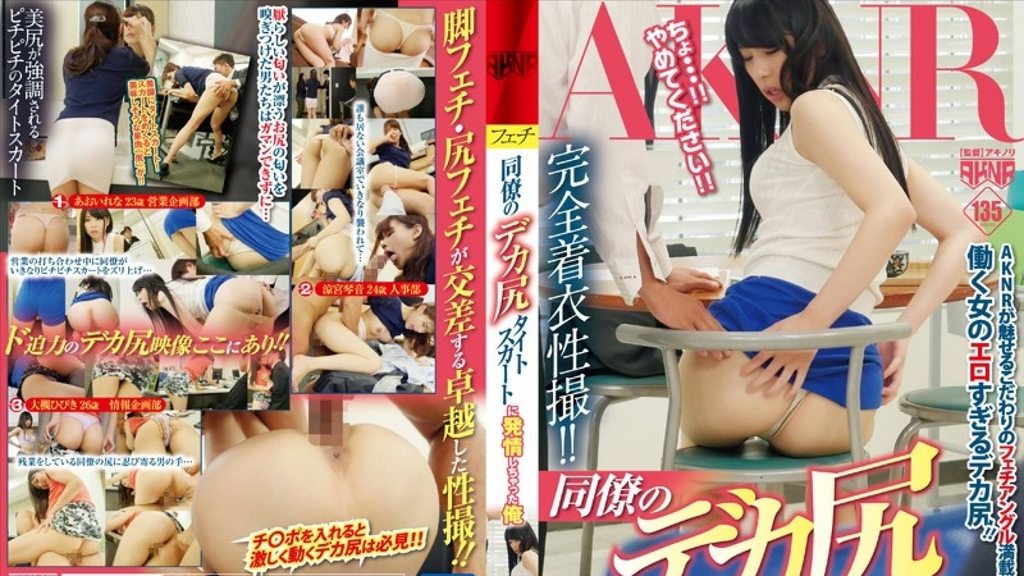 美尻が強調される
ピチピチのタイトスカート
1 あおいれな 23歳 営業企画部
営業の打ち合わせ中に同僚が
いきなりピチピチスカートをズリ上げ…
厭らしい匂いが漂うお尻の匂いを
嗅ぎつけた男たちはガマンできずに…
誰も居ない会議室でいきなり襲われて…
2 涼宮琴音 24歳 人事部
ド迫力のデカ尻映像ここにあり!!
3 大槻ひびき 26歳 情報企画部
残業をしている同僚の尻に忍び寄る男の手…
チ〇ポを入れると
激しく動くデカ尻は必見!!
脚フェチ・尻フェチが交差する卓越した性撮!!
AKNR
フェチ
同僚のデカ尻タイトスカートに発情しちゃった俺
AKNR
ちょ…!!
やめてください!!
完全着衣性撮!!
[監督]アキノリ
AKNR
135
AKNRが魅せるこだわりのフェチアングル満載
働く女のエロすぎるデカ尻!!
同僚の
デカ尻